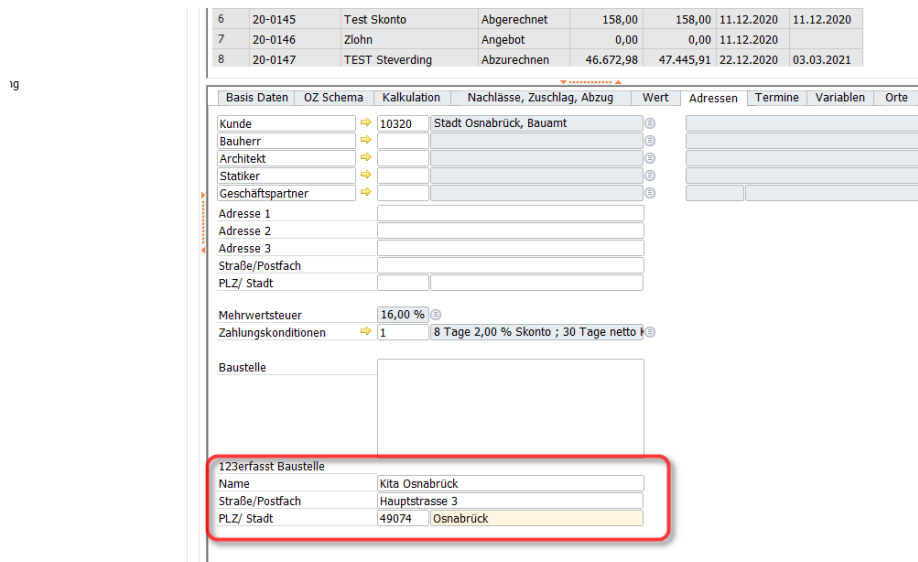 6 20-0145 Test Skonto Abgerechnet 158,00 158,00 11.12.2020 11.12.2020
7 20-0146 Zlohn Angebot 0,00 0,00 11.12.2020
8 20-0147 TEST Steverding Abzurechnen 46.672,98 47.445,91 22.12.2020 03.03.2021
Basis Daten OZ Schema Kalkulation Nachlässe, Zuschlag, Abzug Wert Adressen Termine Variablen Orte
Kunde 10320 Stadt Osnabrück, Bauamt
Bauherr
Architekt
Statiker
Geschäftspartner
Adresse 1
Adresse 2
Adresse 3
Straße/Postfach
PLZ/ Stadt
Mehrwertsteuer 16,00 %
Zahlungskonditionen 1 8 Tage 2,00 % Skonto ; 30 Tage netto
Baustelle
123erfasst Baustelle
Name Kita Osnabrück
Straße/Postfach Hauptstrasse 3
PLZ/ Stadt 49074 Osnabrück